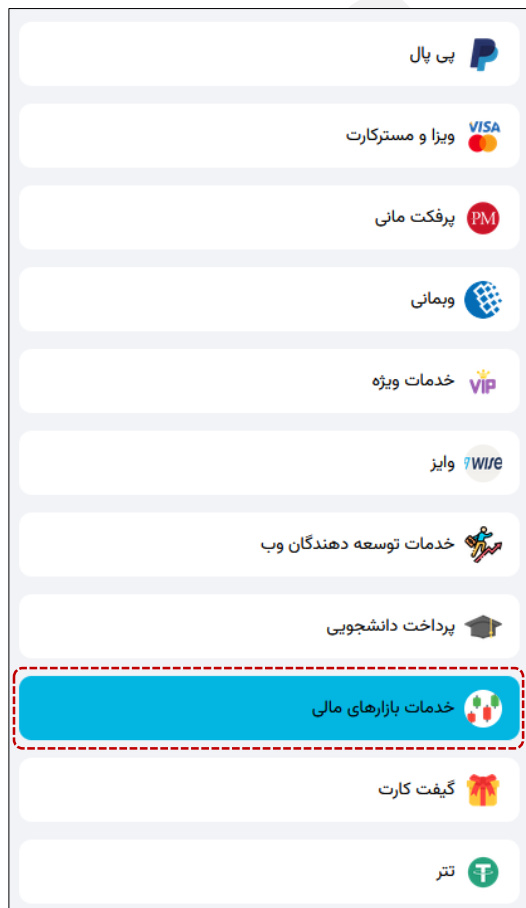 پی پال
VISA
ویزا و مسترکارت
PM
پرفکت مانی
وبمانی
VIP
خدمات ویژه
WISE
وایز
خدمات توسعه دهندگان وب
پرداخت دانشجویی
خدمات بازارهای مالی
گیفت کارت
تتر